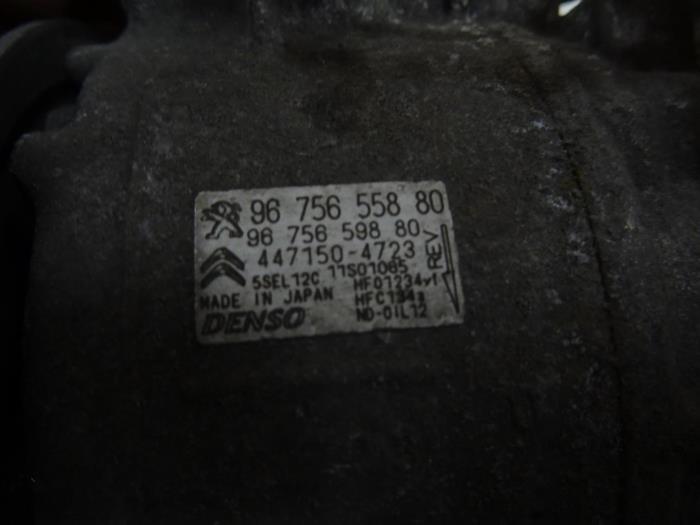 96 756 558 80
96 756 598 80
447150-4723
5SEL12C 11S01085
HFO1234yf
MADE IN JAPAN
HFC134a
DENSO
ND-OIL12
REV